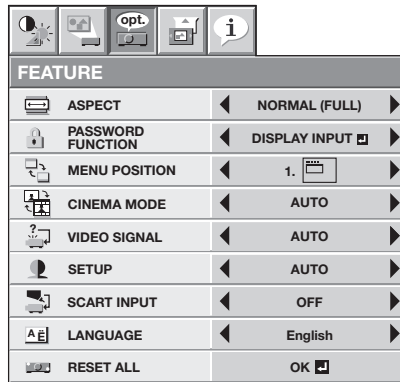 opt.
i
FEATURE
ASPECT NORMAL (FULL)
PASSWORD
FUNCTION DISPLAY INPUT
MENU POSITION 1.
CINEMA MODE AUTO
VIDEO SIGNAL AUTO
SETUP AUTO
SCART INPUT OFF
A É LANGUAGE English
RESET ALL OK